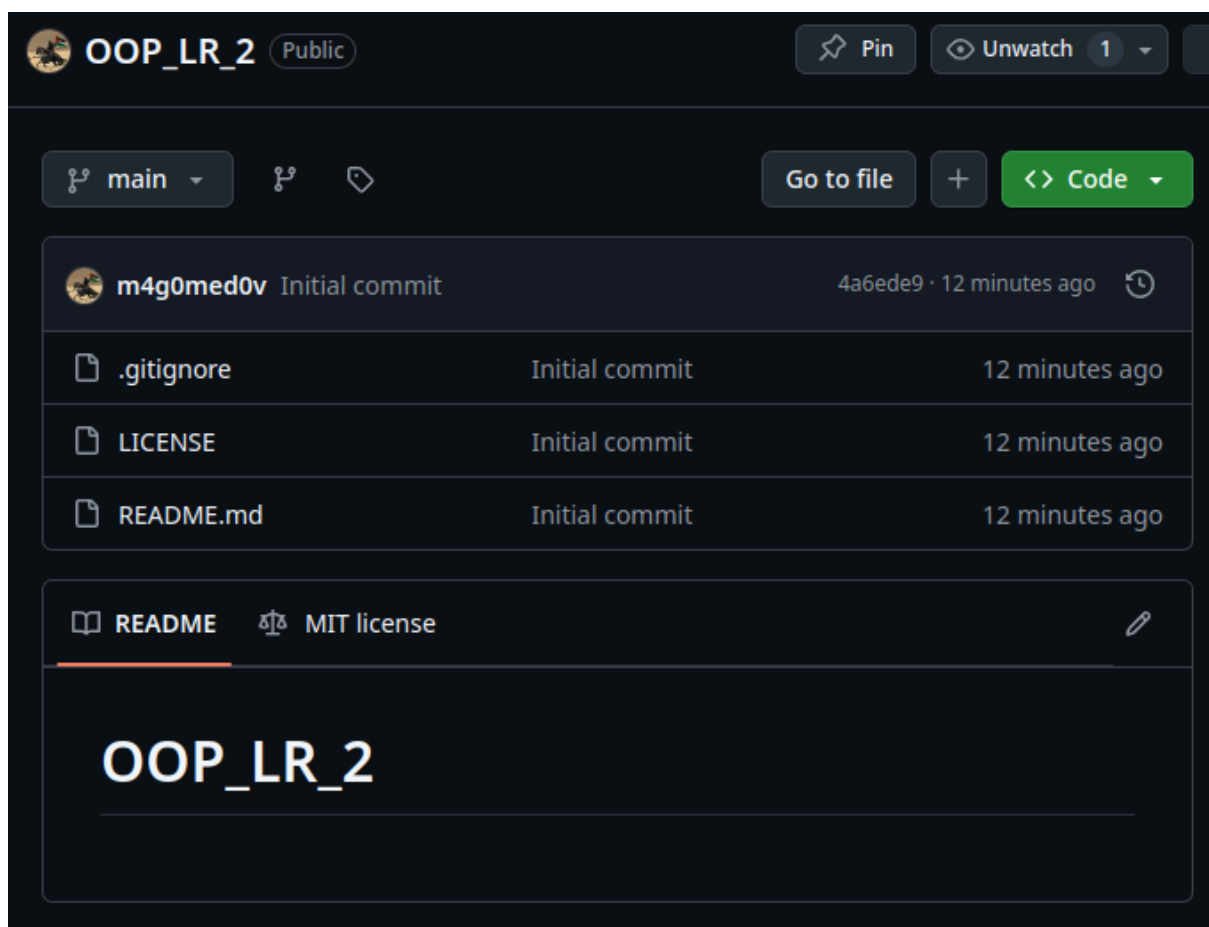 OOP_LR_2 Public Pin Unwatch 1
main Go to file Code
m4g0med0v Initial commit 4a6ede9 · 12 minutes ago
.gitignore Initial commit 12 minutes ago
LICENSE Initial commit 12 minutes ago
README.md Initial commit 12 minutes ago
README MIT license
OOP_LR_2